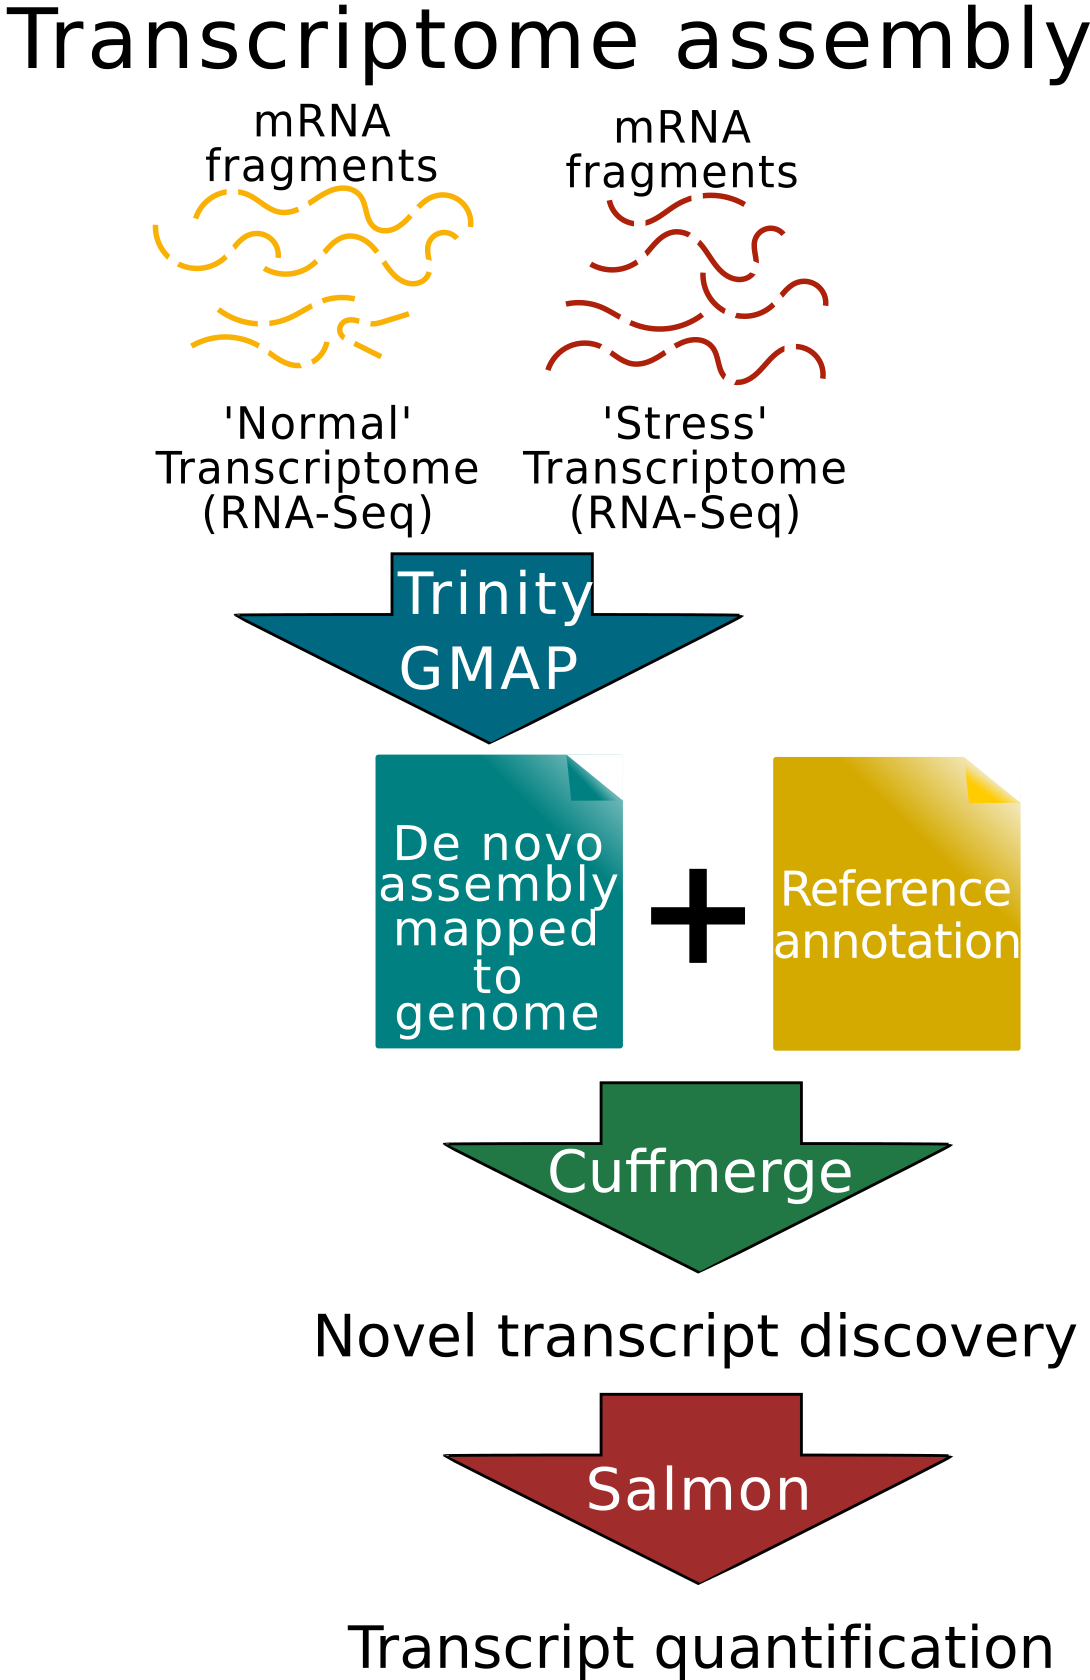 Transcriptome assembly
mRNA
fragments
mRNA
fragments
'Normal'
Transcriptome
(RNA-Seq)
'Stress'
Transcriptome
(RNA-Seq)
Trinity
GMAP
De novo
assembly
mapped
to
genome
+
Reference
annotation
Cuffmerge
Novel transcript discovery
Salmon
Transcript quantification